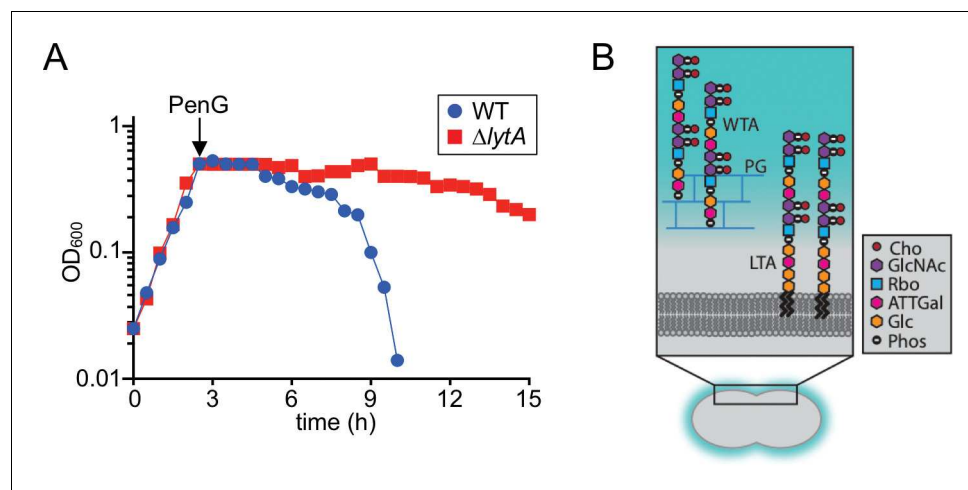 A
PenG
WT
ΔlytA
1
0.1
0.01
OD600
0 3 6 9 12 15
time (h)
B
WTA
PG
LTA
Cho
GlcNAc
Rbo
ATTGal
Glc
Phos